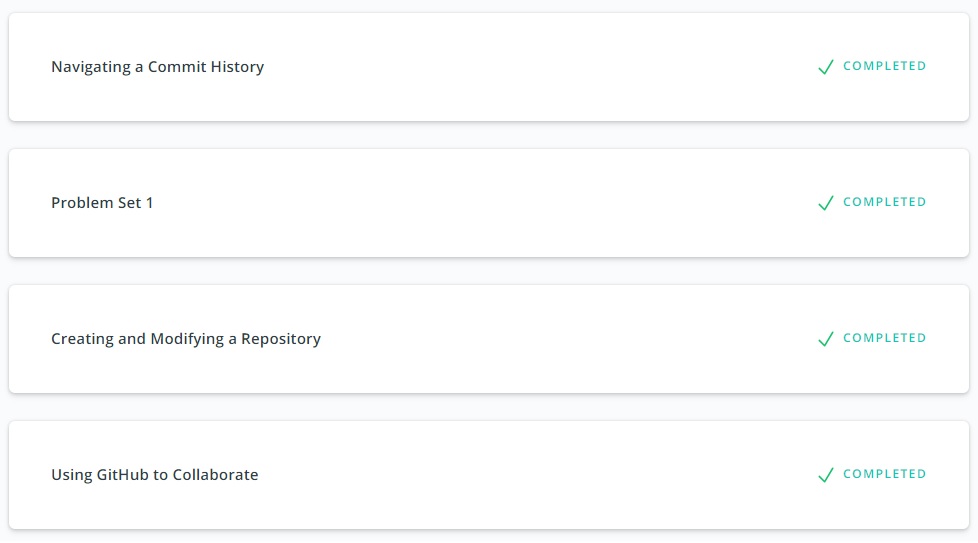 Navigating a Commit History COMPLETED
Problem Set 1 COMPLETED
Creating and Modifying a Repository COMPLETED
Using GitHub to Collaborate COMPLETED